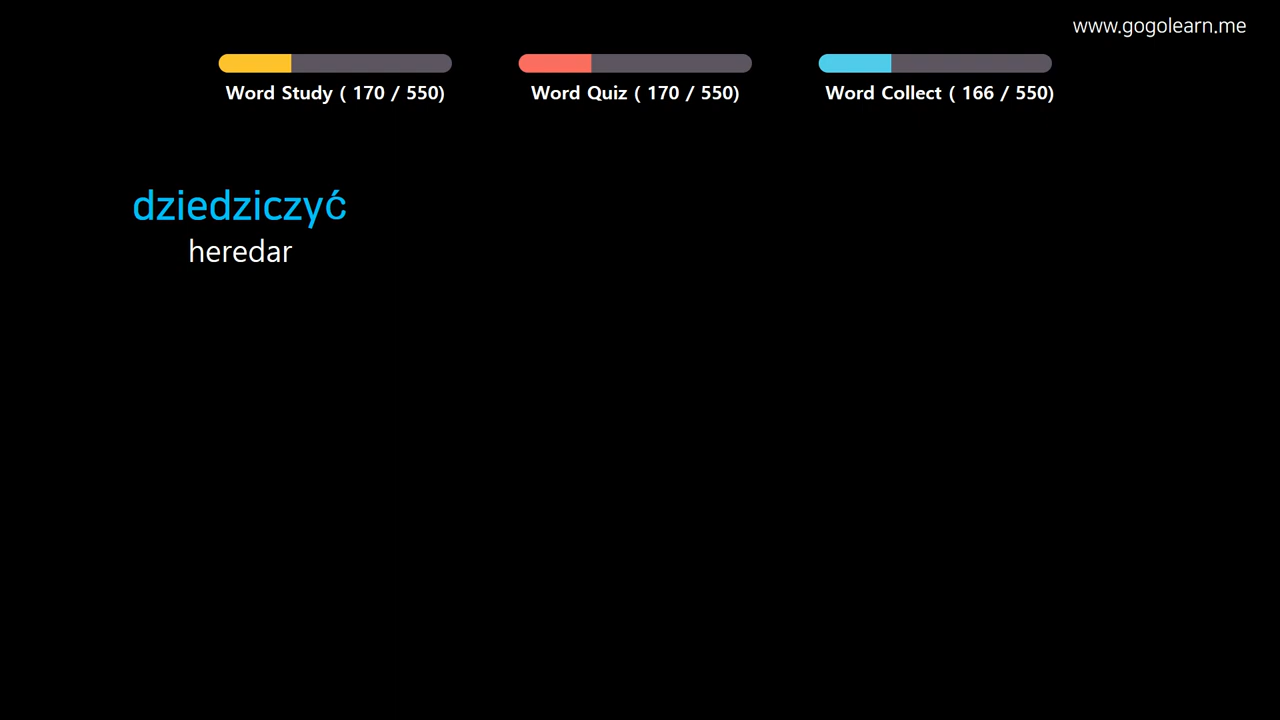 www.gogolearn.me
Word Study ( 170 / 550)
Word Quiz ( 170 / 550)
Word Collect ( 166 / 550)
dziedziczyć
heredar